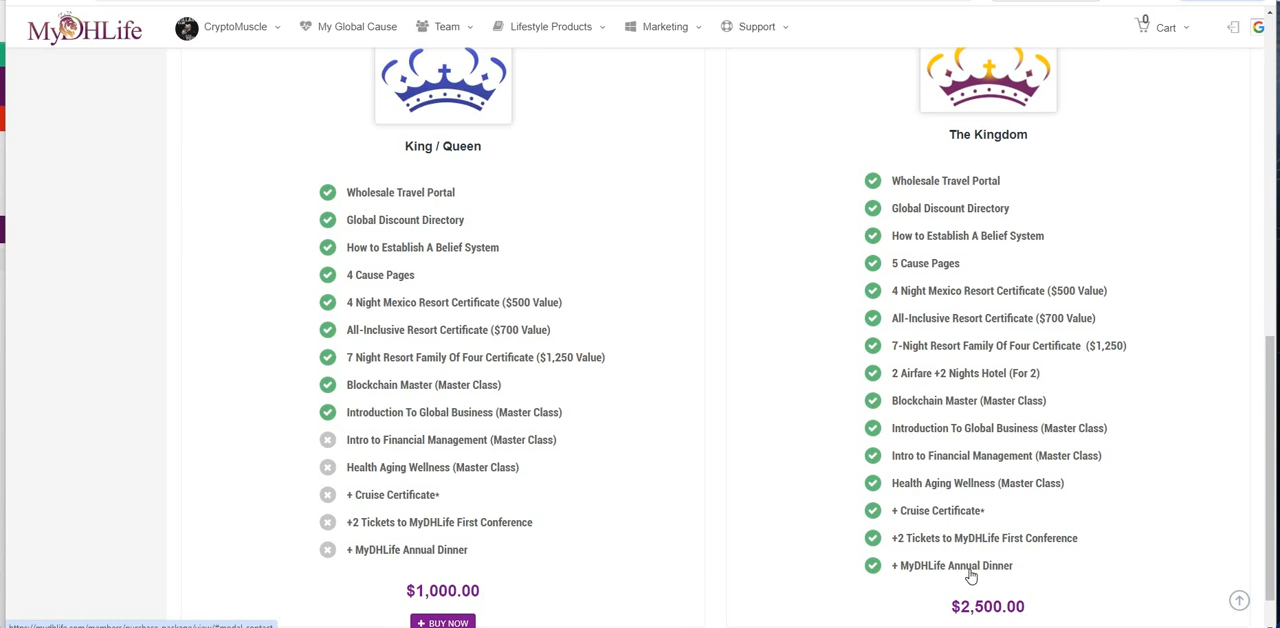 MyDHLife
CryptoMuscle
My Global Cause
Team
Lifestyle Products
Marketing
Support
0
Cart
King / Queen
Wholesale Travel Portal
Global Discount Directory
How to Establish A Belief System
4 Cause Pages
4 Night Mexico Resort Certificate ($500 Value)
All-Inclusive Resort Certificate ($700 Value)
7 Night Resort Family Of Four Certificate ($1,250 Value)
Blockchain Master (Master Class)
Introduction To Global Business (Master Class)
Intro to Financial Management (Master Class)
Health Aging Wellness (Master Class)
+ Cruise Certificate*
+2 Tickets to MyDHLife First Conference
+ MyDHLife Annual Dinner
$1,000.00
+ BUY NOW
The Kingdom
Wholesale Travel Portal
Global Discount Directory
How to Establish A Belief System
5 Cause Pages
4 Night Mexico Resort Certificate ($500 Value)
All-Inclusive Resort Certificate ($700 Value)
7-Night Resort Family Of Four Certificate ($1,250)
2 Airfare +2 Nights Hotel (For 2)
Blockchain Master (Master Class)
Introduction To Global Business (Master Class)
Intro to Financial Management (Master Class)
Health Aging Wellness (Master Class)
+ Cruise Certificate*
+2 Tickets to MyDHLife First Conference
+ MyDHLife Annual Dinner
$2,500.00
https://mydhlife.com/members/purchase_package/view/#modal_contact